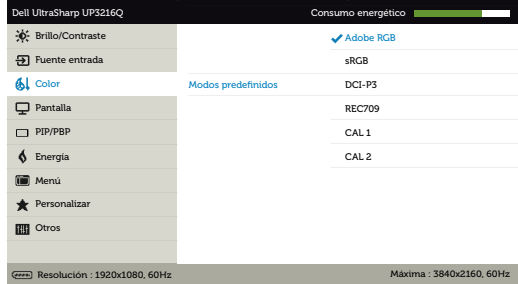 Dell UltraSharp UP3216Q Consumo energético
Brillo/Contraste Adobe RGB
Fuente entrada sRGB
Color Modos predefinidos DCI-P3
Pantalla REC709
PIP/PBP CAL 1
Energía CAL 2
Menú
Personalizar
Otros
Resolución : 1920x1080, 60Hz Máxima : 3840x2160, 60Hz